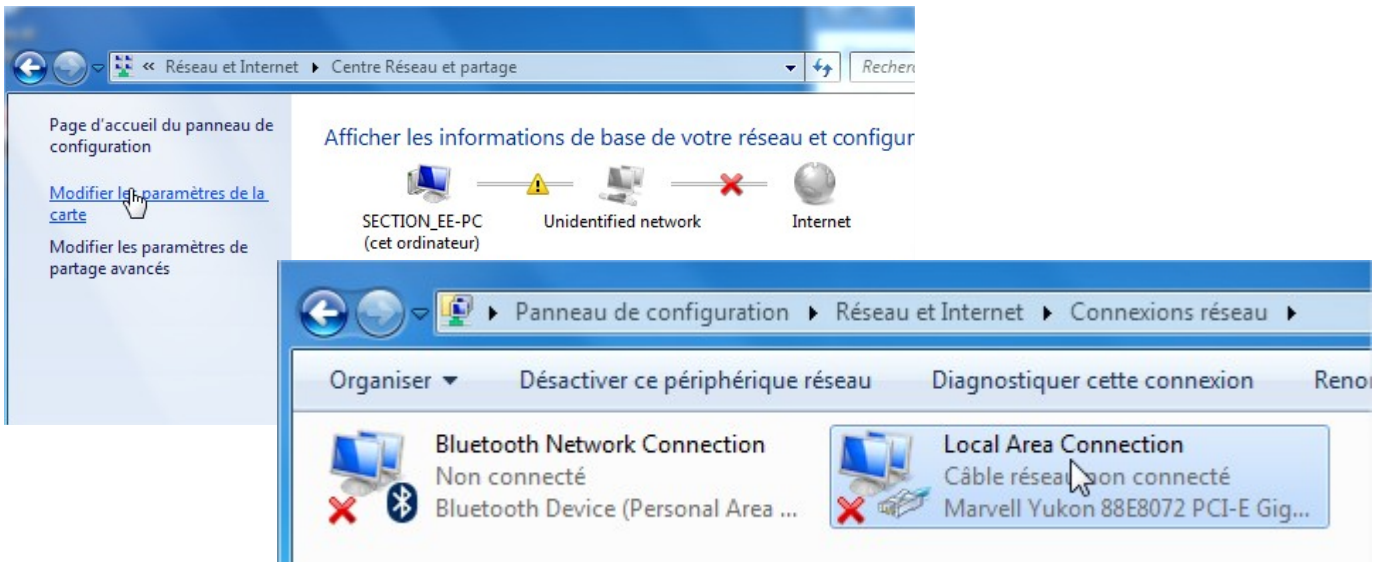 « Réseau et Internet Centre Réseau et partage
Page d'accueil du panneau de
configuration
Modifier les paramètres de la
carte
Modifier les paramètres de
partage avancés
Afficher les informations de base de votre réseau et configur
SECTION_EE-PC
(cet ordinateur)
Unidentified network
Internet
Panneau de configuration Réseau et Internet Connexions réseau
Organiser Désactiver ce périphérique réseau Diagnostiquer cette connexion
Bluetooth Network Connection
Non connecté
Bluetooth Device (Personal Area ...
Local Area Connection
Câble réseau non connecté
Marvell Yukon 88E8072 PCI-E Gig...